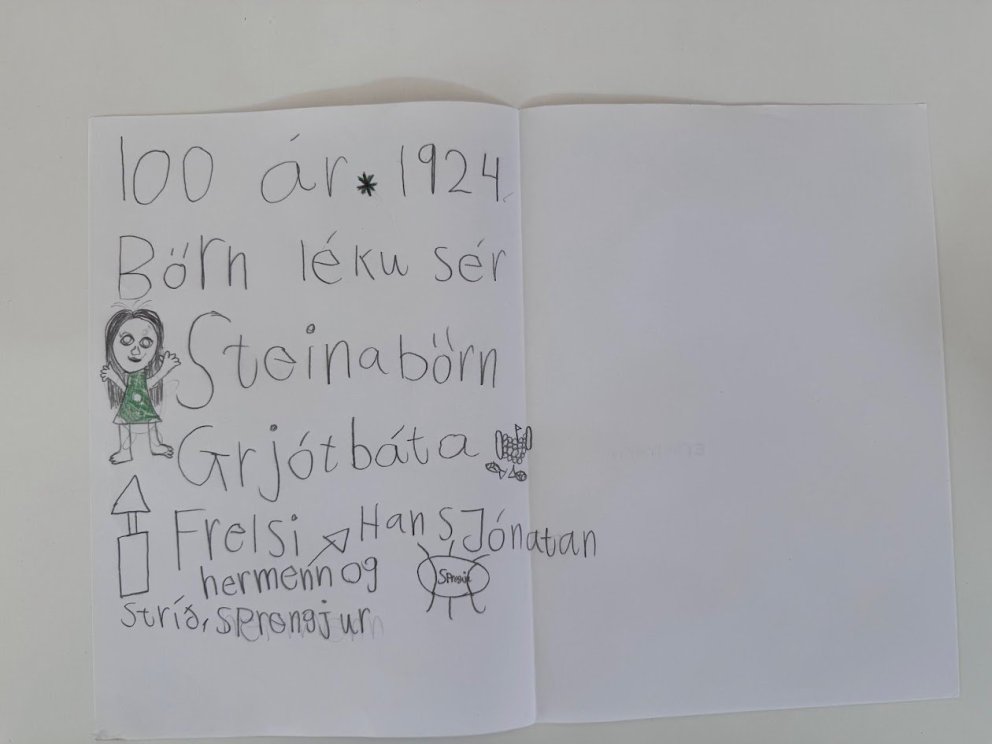 100 ár * 1924
Börn léku sér
Steinabörn
Grjótbáta
Frelsi Hans Jónatan
hermenn og
stríð, sprengjur